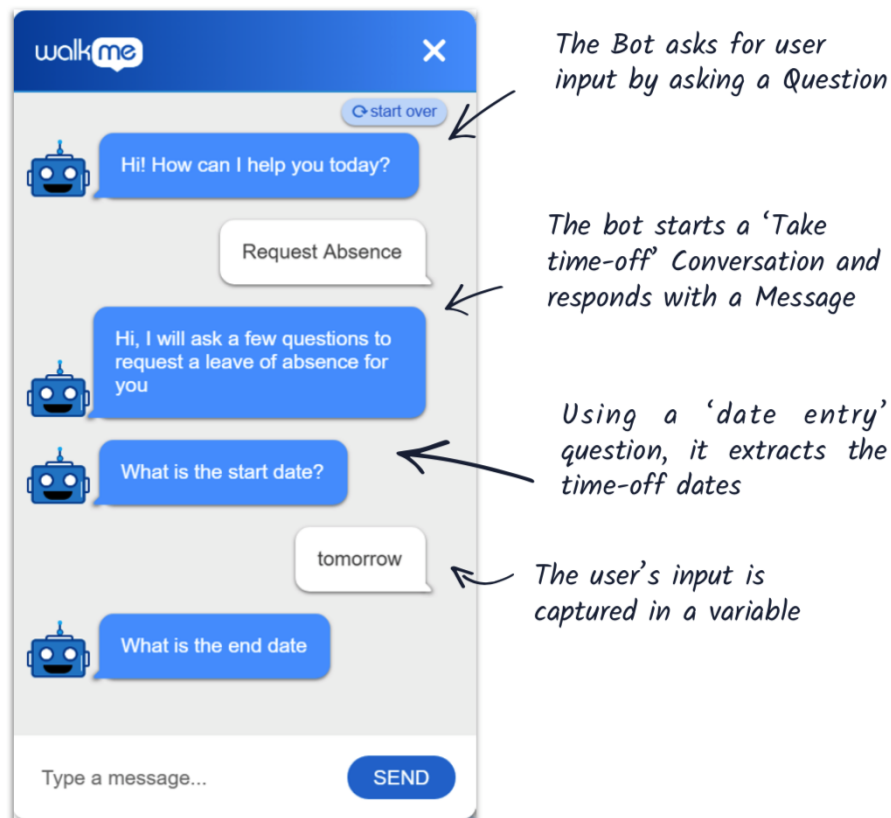 walkme
start over
Hi! How can I help you today?
Request Absence
Hi, I will ask a few questions to
request a leave of absence for
you
What is the start date?
tomorrow
What is the end date
Type a message...
SEND
The Bot asks for user
input by asking a Question
The bot starts a ‘Take
time-off’ Conversation and
responds with a Message
Using a ‘date entry’
question, it extracts the
time-off dates
The user’s input is
captured in a variable